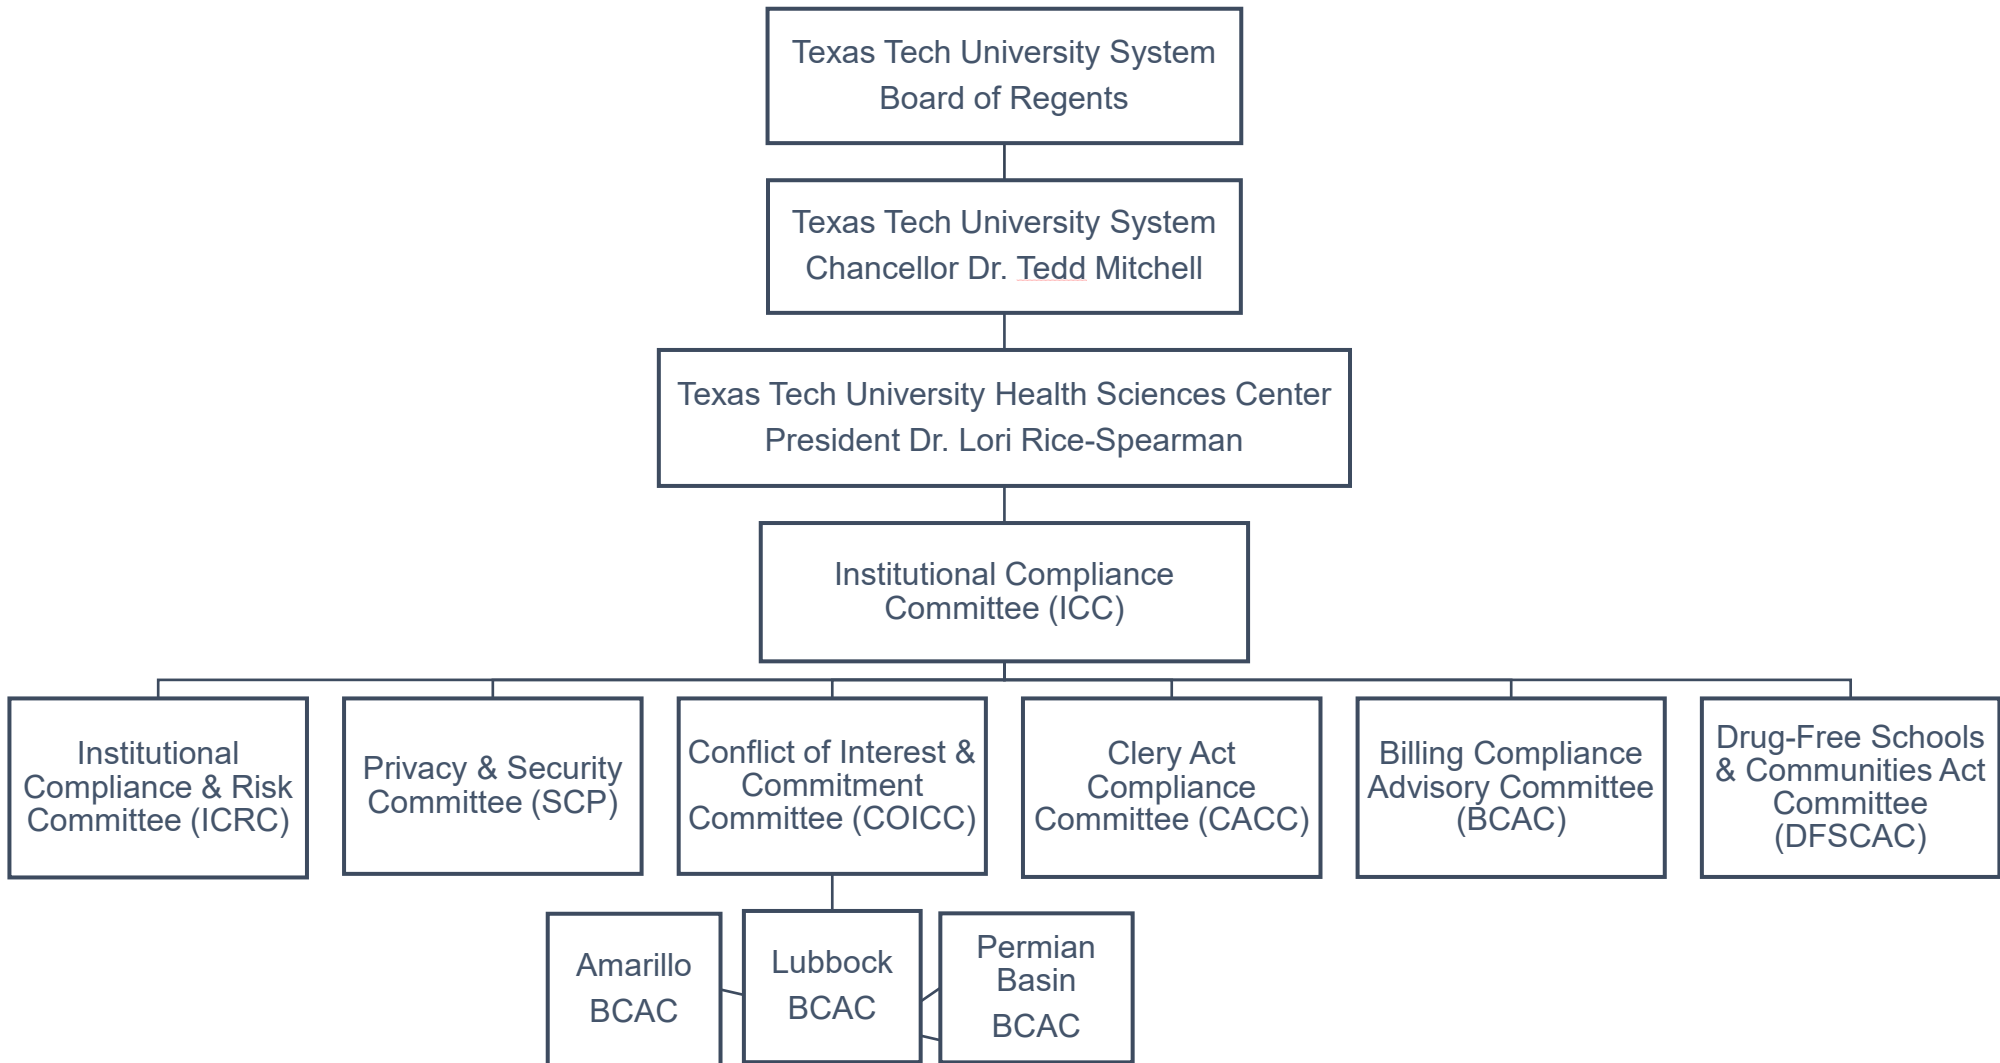 Texas Tech University System
Board of Regents
Texas Tech University System
Chancellor Dr. Tedd Mitchell
Texas Tech University Health Sciences Center
President Dr. Lori Rice-Spearman
Institutional Compliance
Committee (ICC)
Institutional
Compliance & Risk
Committee (ICRC)
Privacy & Security
Committee (SCP)
Conflict of Interest &
Commitment
Committee (COICC)
Clery Act
Compliance
Committee (CACC)
Billing Compliance
Advisory Committee
(BCAC)
Drug-Free Schools
& Communities Act
Committee
(DFSCAC)
Amarillo
BCAC
Lubbock
BCAC
Permian
Basin
BCAC